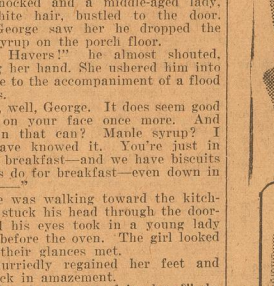 nocked and a middle-aged lady,
hite hair, bustled to the door.
George saw her he dropped the
yrup on the porch floor.
Havers!" he almost shouted,
g her hand. She ushered him into
e to the accompaniment of a flood
s.
, well, George. It does seem good
on your face once more. And
n that can? Manle syrup? I
ave knowed it. You're just in
breakfast—and we have biscuits
s do for breakfast—even down in
—"
e was walking toward the kitch-
stuck his head through the door-
d his eyes took in a young lady
before the oven. The girl looked
their glances met.
urriedly regained her feet and
ck in amazement.